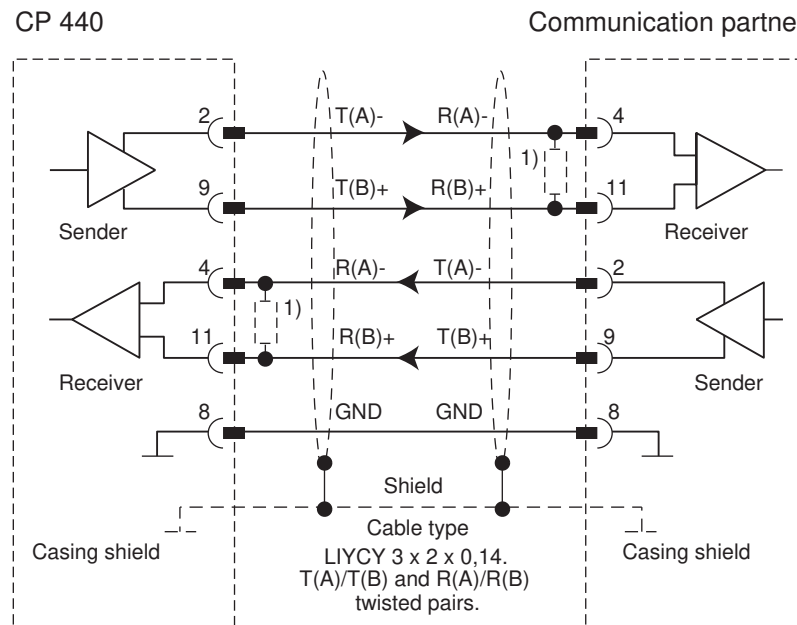 CP 440 Communication partne
2 T(A)- R(A)- 4
1)
9 T(B)+ R(B)+ 11
Sender Receiver
4 R(A)- T(A)- 2
1)
11 R(B)+ T(B)+ 9
Receiver Sender
8 GND GND 8
Shield
Casing shield Cable type Casing shield
LIYCY 3 x 2 x 0,14.
T(A)/T(B) and R(A)/R(B)
twisted pairs.